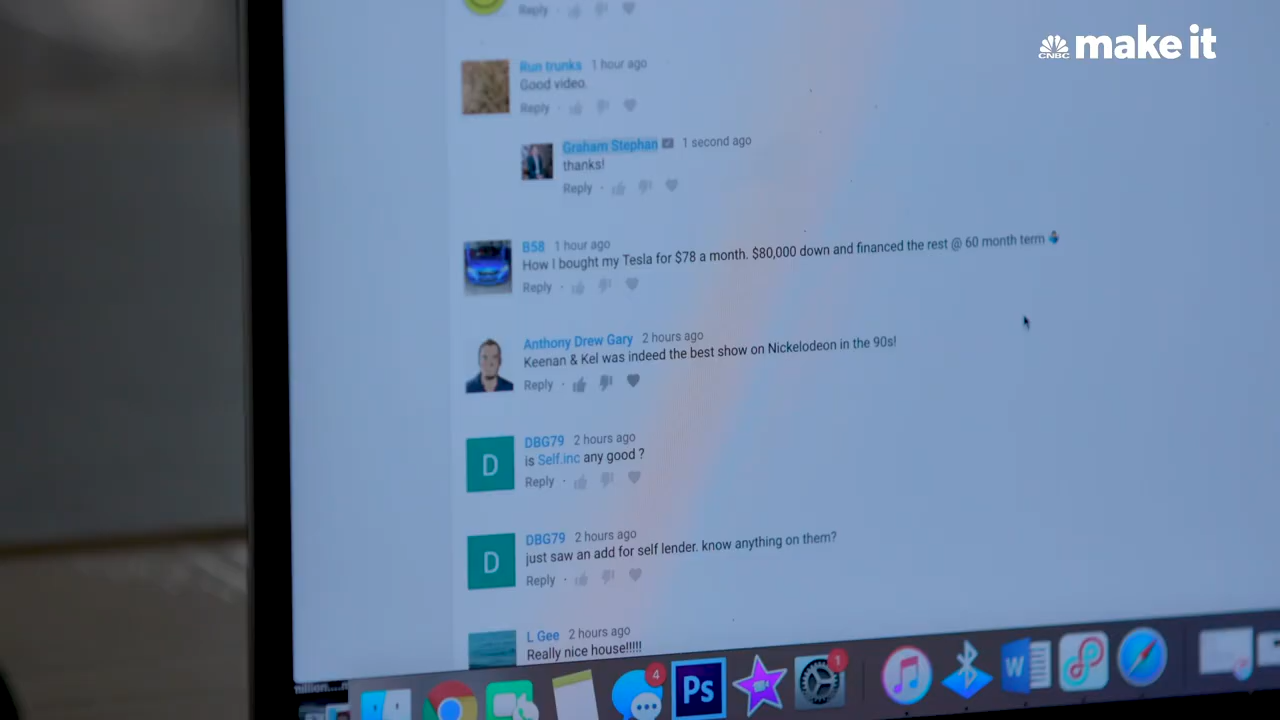 CNBC make it
Reply
Run trunks 1 hour ago
Good video.
Reply
Graham Stephan 1 second ago
thanks!
Reply
B58 1 hour ago
How I bought my Tesla for $78 a month. $80,000 down and financed the rest @ 60 month term
Reply
Anthony Drew Gary 2 hours ago
Keenan & Kel was indeed the best show on Nickelodeon in the 90s!
Reply
D
DBG79 2 hours ago
is Self.inc any good ?
Reply
D
DBG79 2 hours ago
just saw an add for self lender. know anything on them?
Reply
L Gee 2 hours ago
Really nice house!!!!!
million....r
4
Ps
1
W